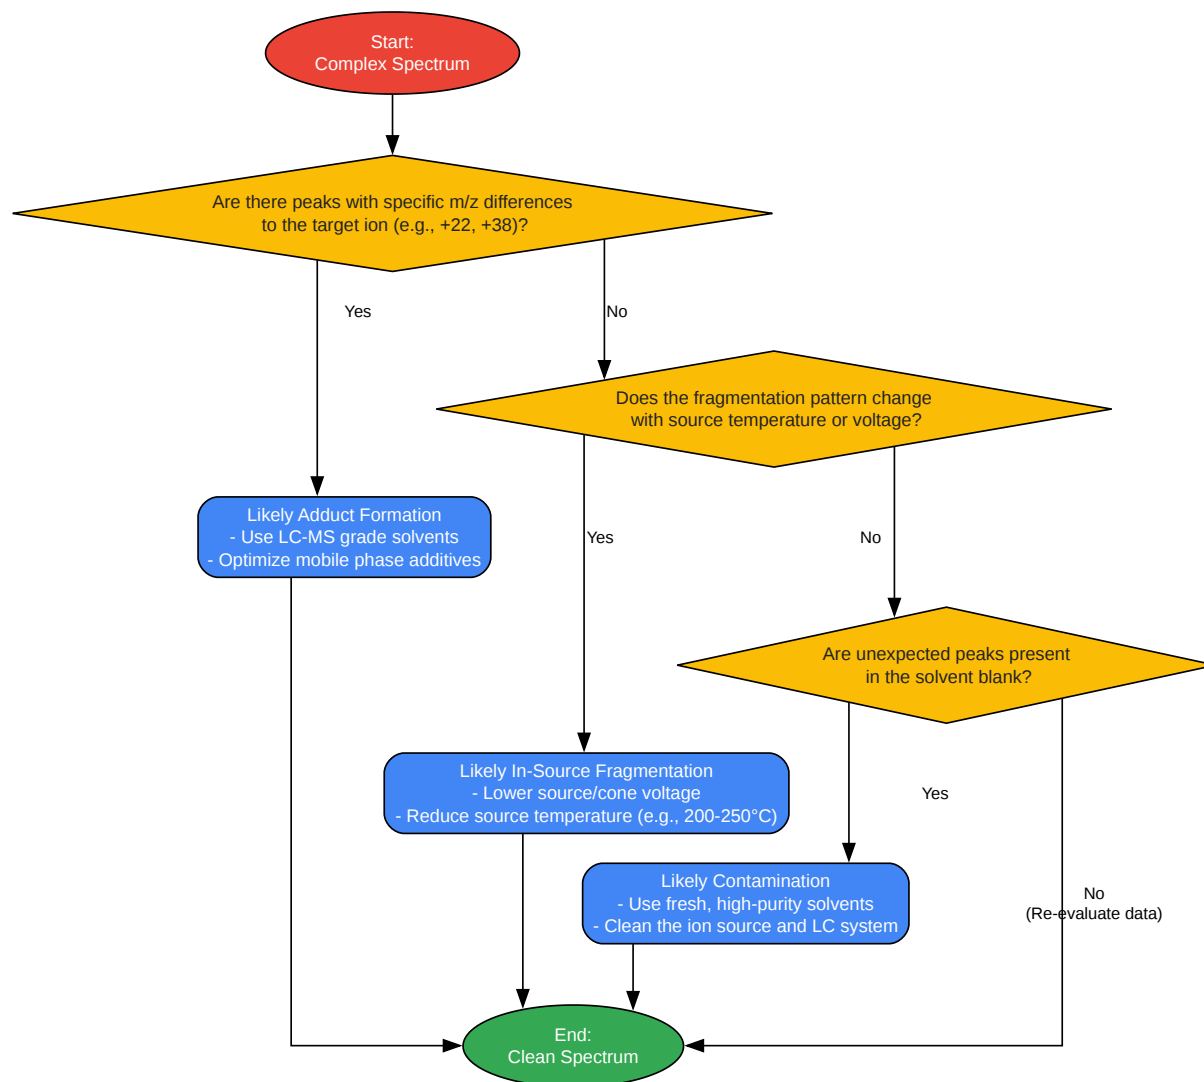 Start:
Complex Spectrum
Are there peaks with specific m/z differences
to the target ion (e.g., +22, +38)?
Yes
No
Does the fragmentation pattern change
with source temperature or voltage?
Likely Adduct Formation
- Use LC-MS grade solvents
- Optimize mobile phase additives
Yes
No
Are unexpected peaks present
in the solvent blank?
Likely In-Source Fragmentation
- Lower source/cone voltage
- Reduce source temperature (e.g., 200-250°C)
Yes
Likely Contamination
- Use fresh, high-purity solvents
- Clean the ion source and LC system
No
(Re-evaluate data)
End:
Clean Spectrum